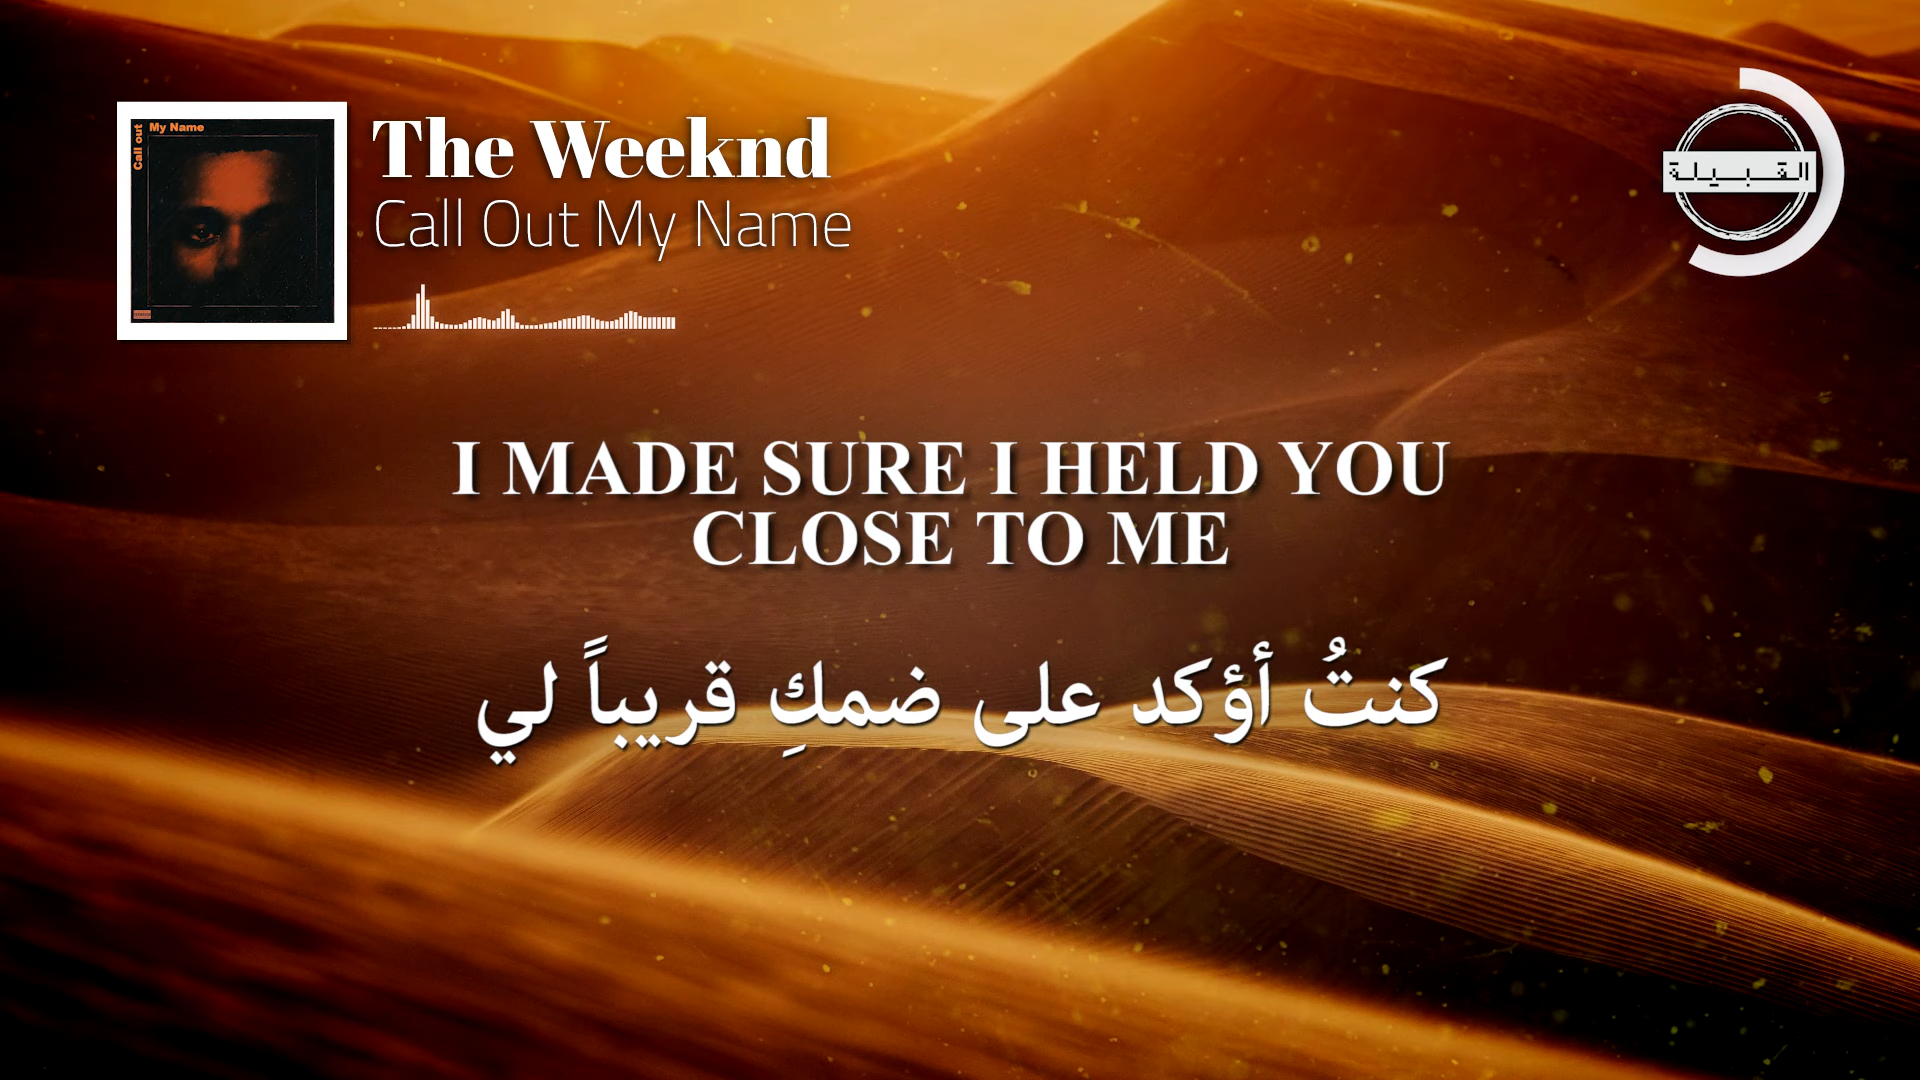 My Name
Call out
The Weeknd
Call Out My Name
القبيلة
I MADE SURE I HELD YOU
CLOSE TO ME
كنتُ أؤكد على ضمكِ قريباً لي